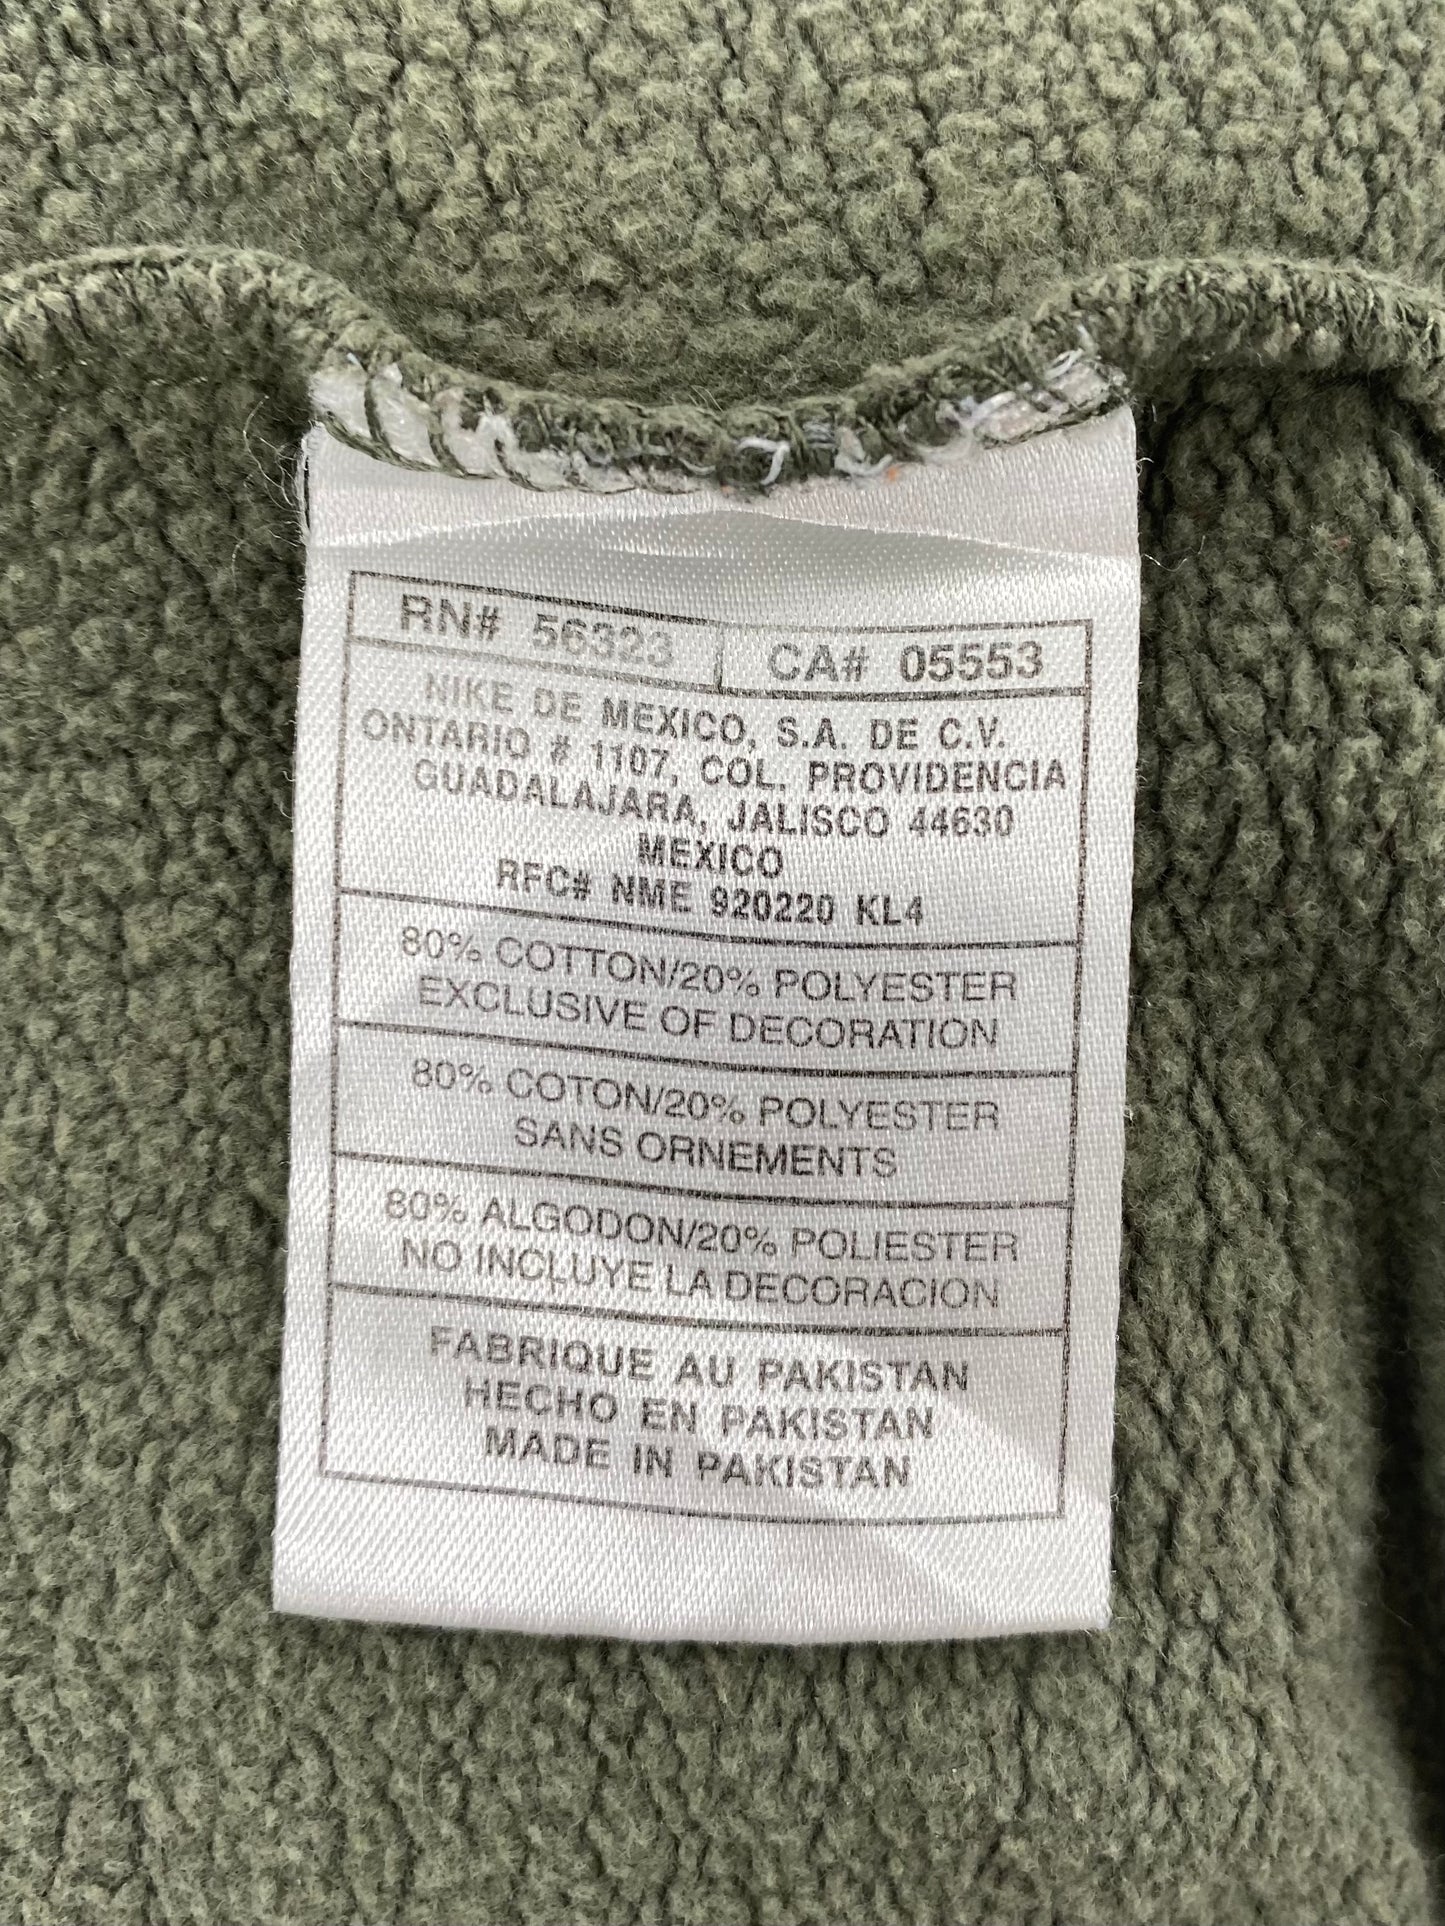 RN# 56323 CA# 05553
NIKE DE MEXICO, S.A. DE C.V.
ONTARIO # 1107, COL. PROVIDENCIA
GUADALAJARA, JALISCO 44630
MEXICO
RFC# NME 920220 KL4
80% COTTON/20% POLYESTER
EXCLUSIVE OF DECORATION
80% COTON/20% POLYESTER
SANS ORNEMENTS
80% ALGODON/20% POLIESTER
NO INCLUYE LA DECORACION
FABRIQUE AU PAKISTAN
HECHO EN PAKISTAN
MADE IN PAKISTAN